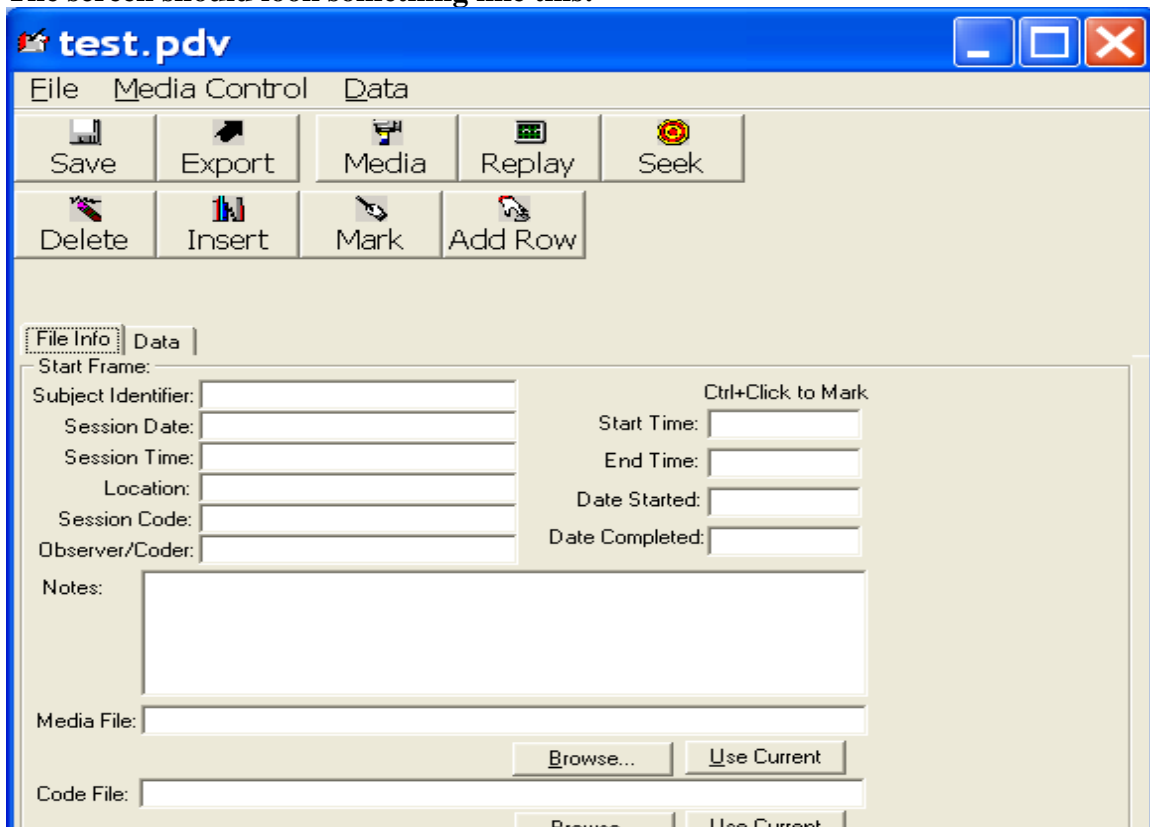 The screen should look something like this:
test.pdv
File Media Control Data
Save Export Media Replay Seek
Delete Insert Mark Add Row
File Info Data
Start Frame:
Subject Identifier: Ctrl+Click to Mark
Session Date: Start Time:
Session Time: End Time:
Location: Date Started:
Session Code: Date Completed:
Observer/Coder:
Notes:
Media File:
Browse... Use Current
Code File:
Browse... Use Current